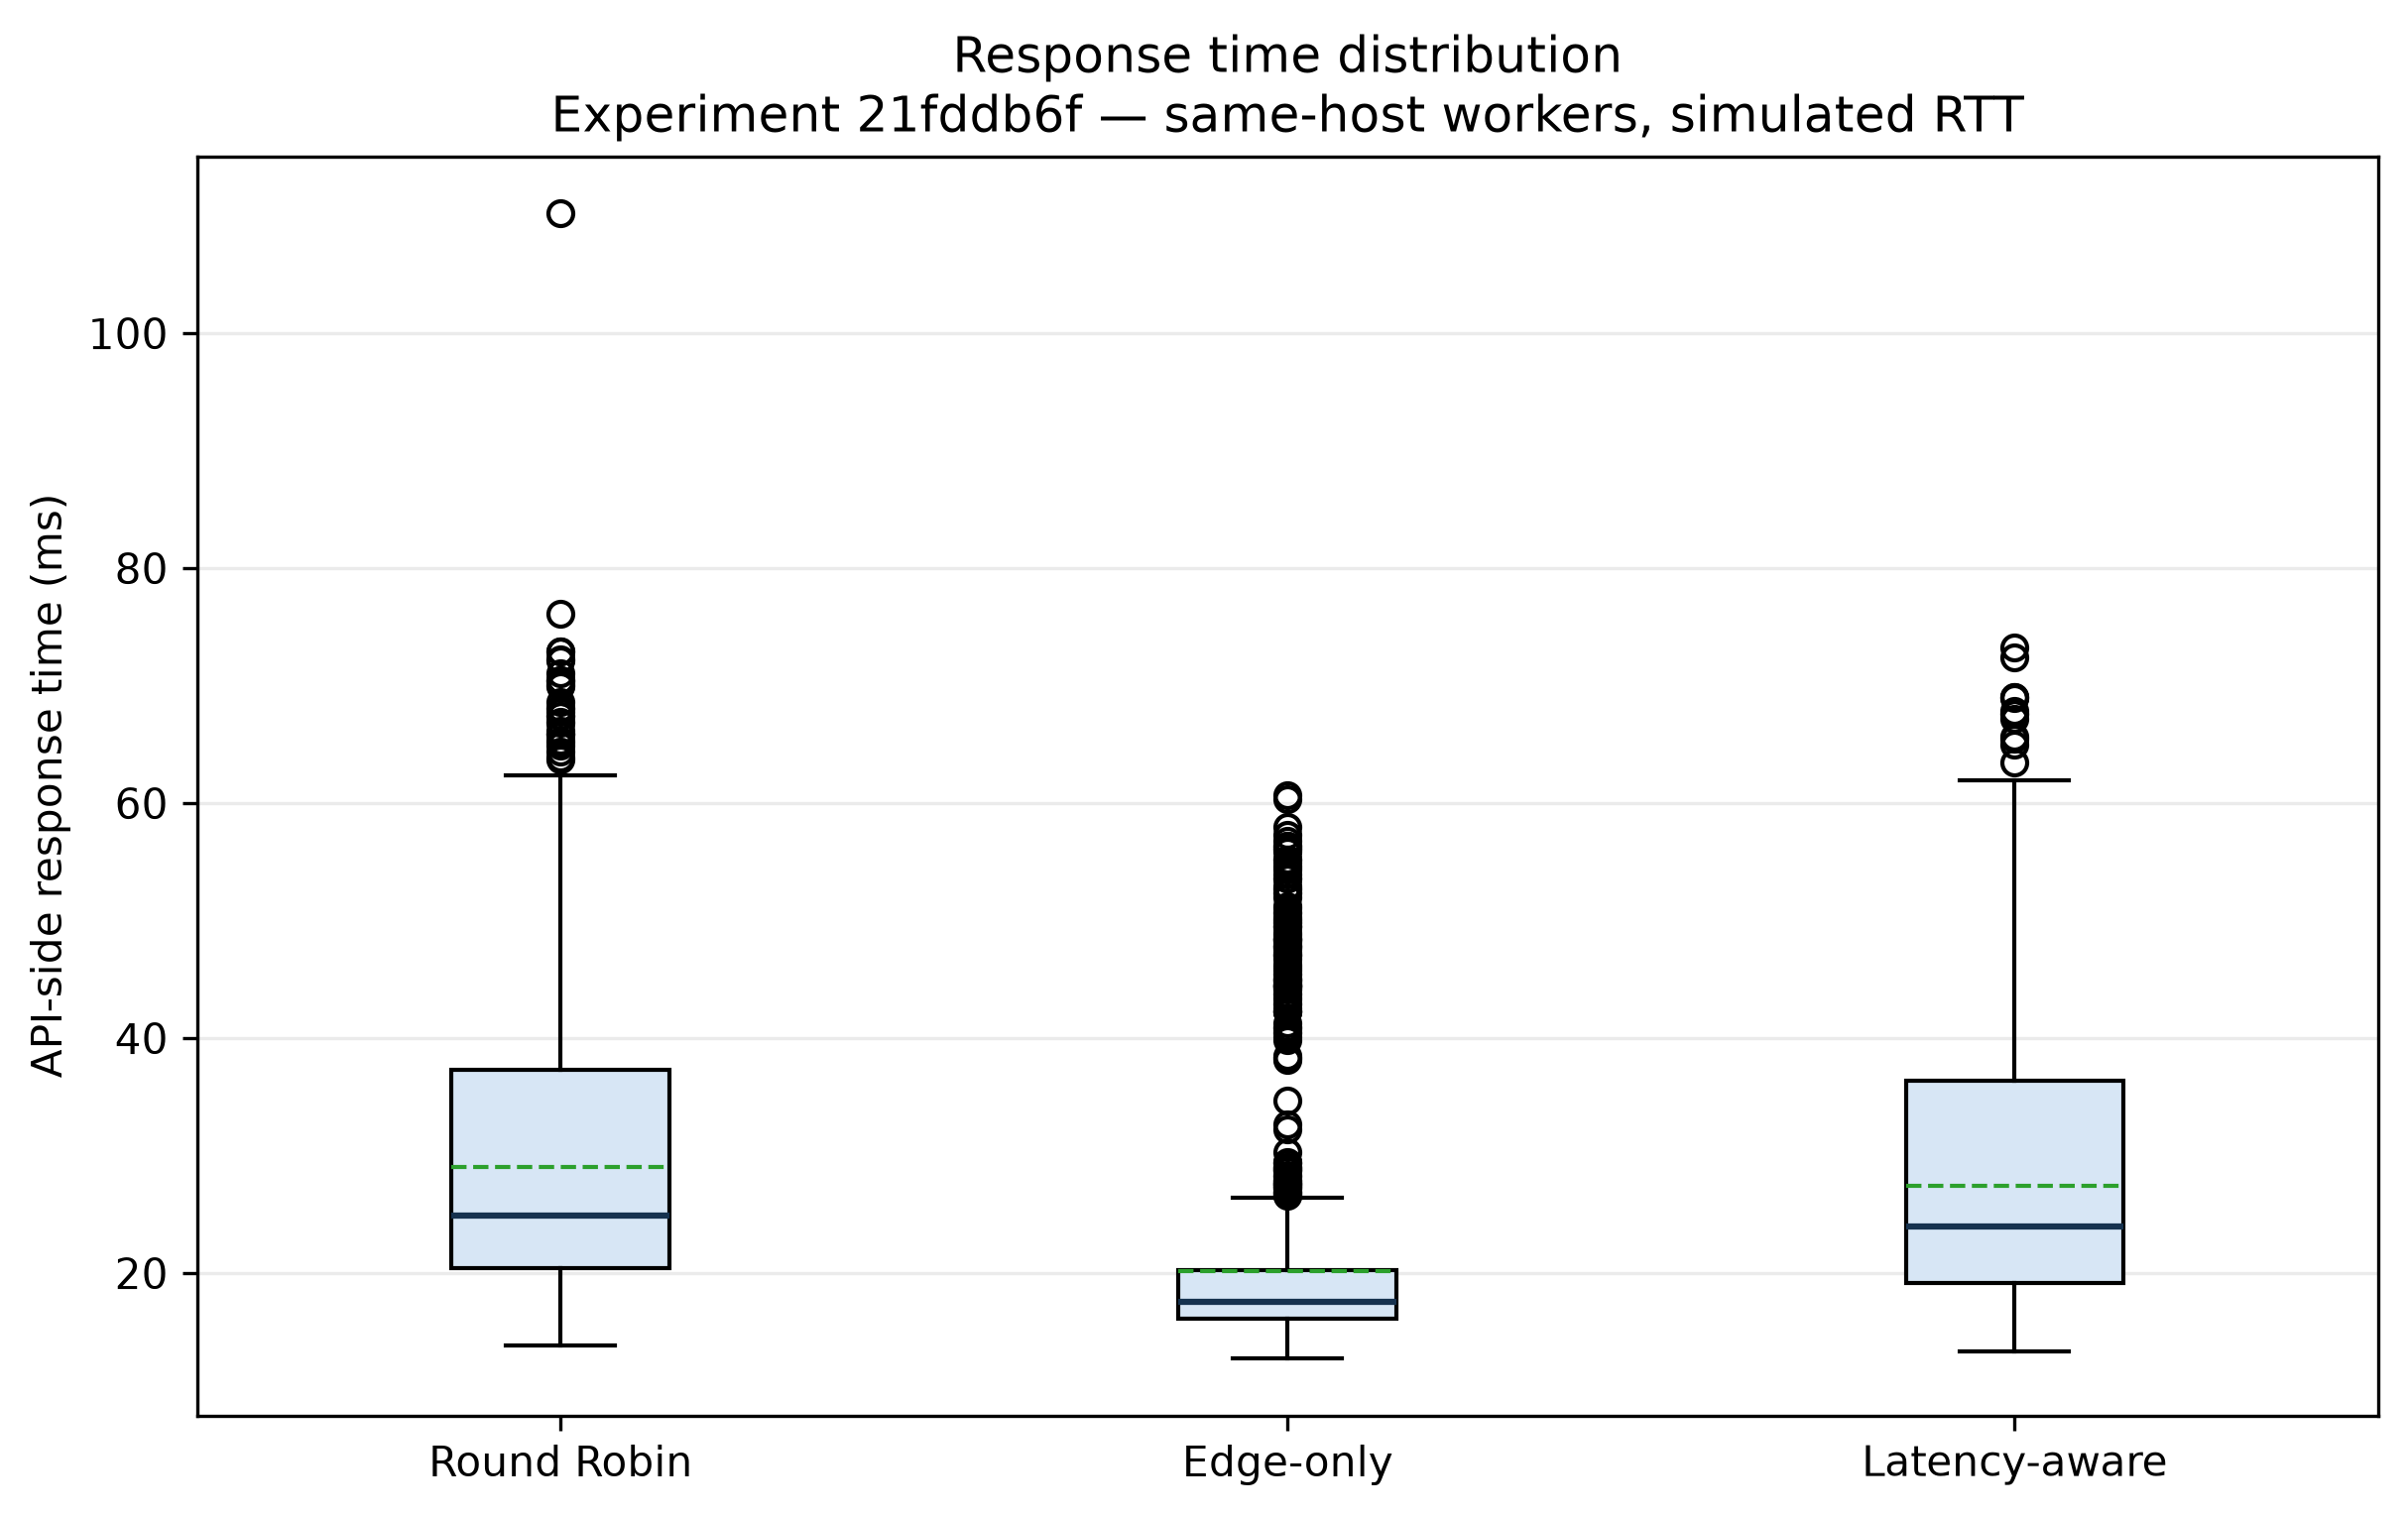 Response time distribution
Experiment 21fddb6f — same-host workers, simulated RTT
API-side response time (ms)
100
80
60
40
20
Round Robin
Edge-only
Latency-aware